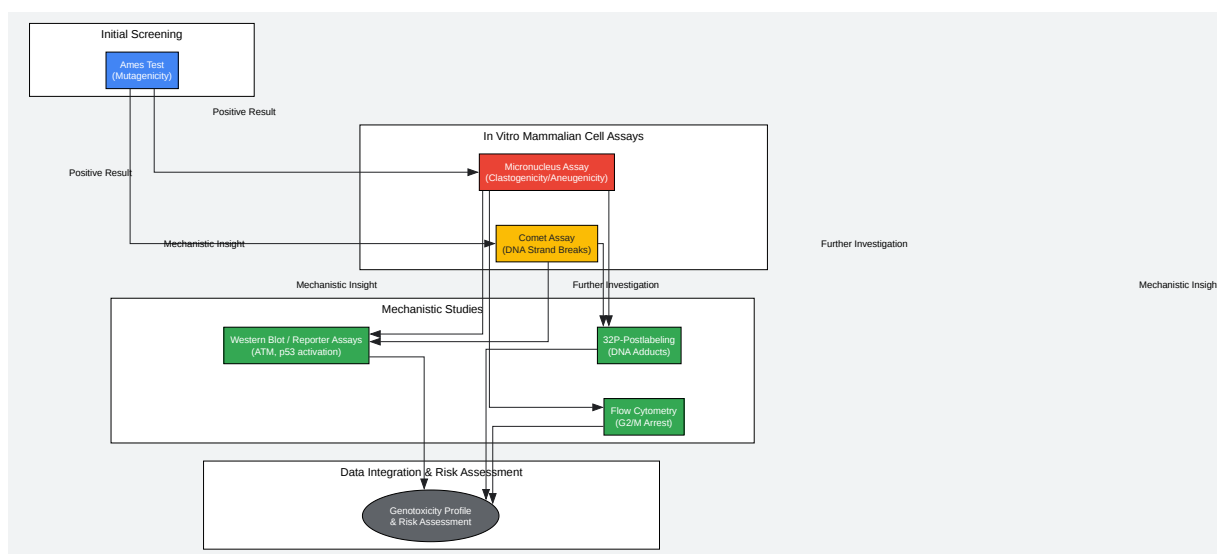 Initial Screening
Ames Test
(Mutagenicity)
Positive Result
In Vitro Mammalian Cell Assays
Micronucleus Assay
(Clastogenicity/Aneugenicity)
Positive Result
Comet Assay
(DNA Strand Breaks)
Mechanistic Insight
Further Investigation
Mechanistic Insight
Further Investigation
Mechanistic Insigh
Mechanistic Studies
Western Blot / Reporter Assays
(ATM, p53 activation)
32P-Postlabeling
(DNA Adducts)
Flow Cytometry
(G2/M Arrest)
Data Integration & Risk Assessment
Genotoxicity Profile
& Risk Assessment